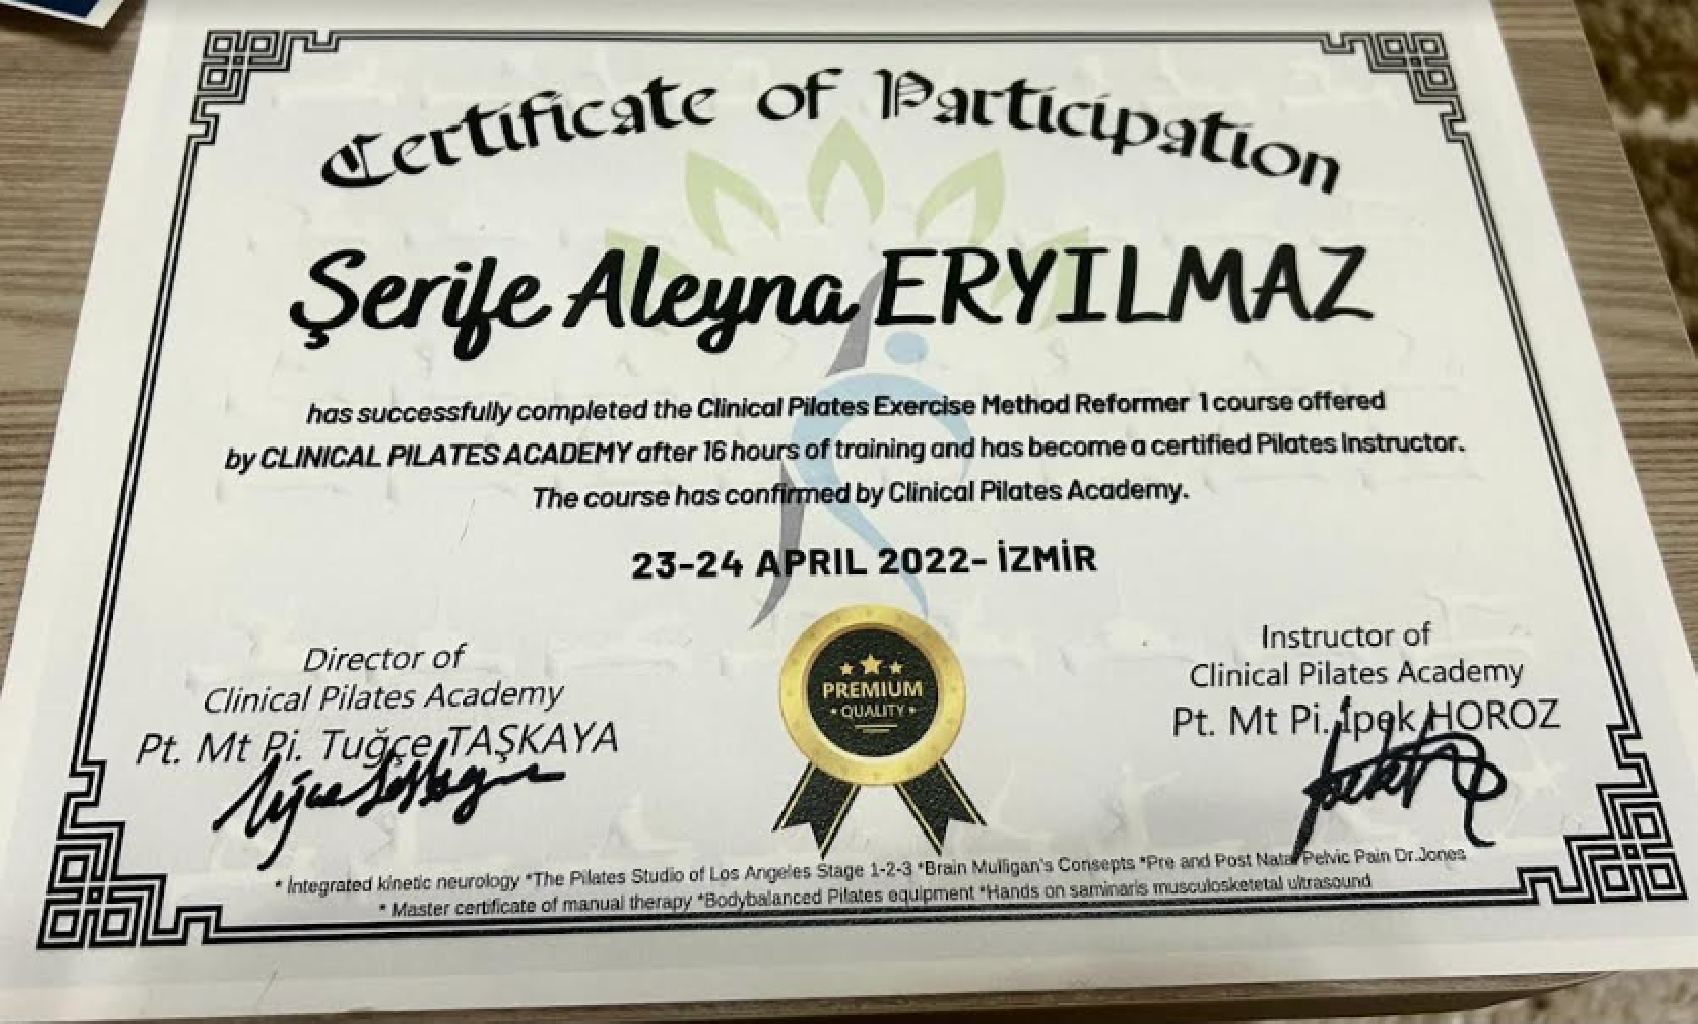 Certificate of Participation
Şerife Aleyna ERYILMAZ
has successfully completed the Clinical Pilates Exercise Method Reformer 1 course offered
by CLINICAL PILATES ACADEMY after 16 hours of training and has become a certified Pilates Instructor.
The course has confirmed by Clinical Pilates Academy.
23-24 APRIL 2022- İZMİR
Director of
Clinical Pilates Academy
Pt. Mt Pi. Tuğçe TAŞKAYA
PREMIUM
QUALITY
Instructor of
Clinical Pilates Academy
Pt. Mt Pi. İpek HOROZ
* Integrated kinetic neurology *The Pilates Studio of Los Angeles Stage 1-2-3 *Brain Mulligan's Consepts *Pre and Post Natal Pelvic Pain Dr.Jones
* Master certificate of manual therapy *Bodybalanced Pilates equipment *Hands on saminaris musculosketetal ultrasound